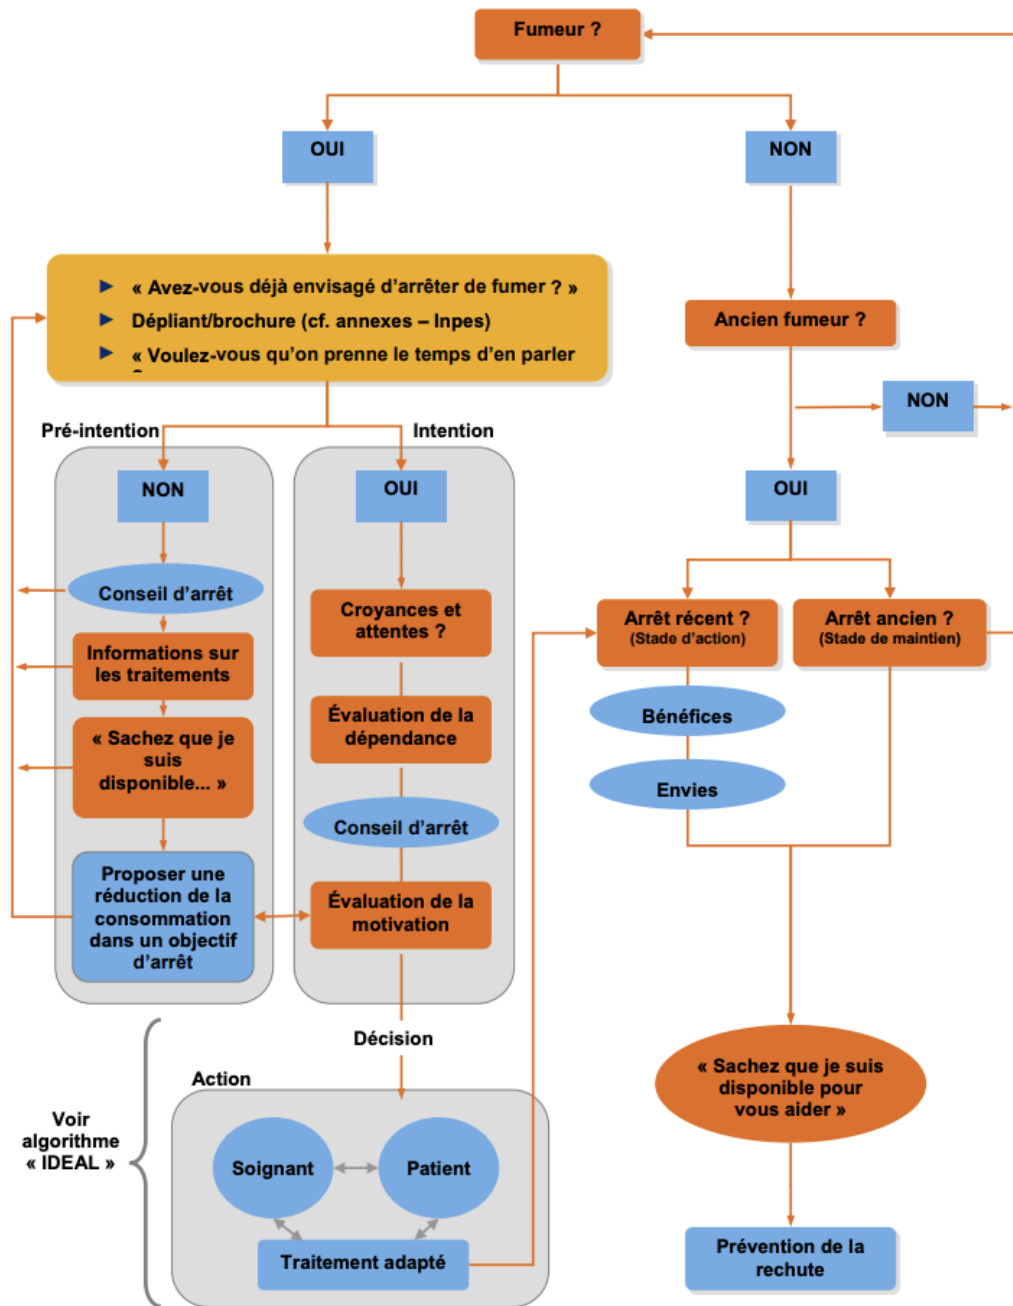 Fumeur ?
OUI
NON
► « Avez-vous déjà envisagé d'arrêter de fumer ? »
► Dépliant/brochure (cf. annexes – Inpes)
► « Voulez-vous qu'on prenne le temps d'en parler
Ancien fumeur ?
NON
Pré-intention
Intention
NON
OUI
OUI
Conseil d'arrêt
Informations sur
les traitements
« Sachez que je
suis
disponible... »
Proposer une
réduction de la
consommation
dans un objectif
d'arrêt
Croyances et
attentes ?
Évaluation de la
dépendance
Conseil d'arrêt
Évaluation de la
motivation
Arrêt récent ?
(Stade d'action)
Arrêt ancien ?
(Stade de maintien)
Bénéfices
Envies
Décision
Action
Voir
algorithme
« IDEAL »
Soignant
Patient
Traitement adapté
« Sachez que je suis
disponible pour
vous aider »
Prévention de la
rechute